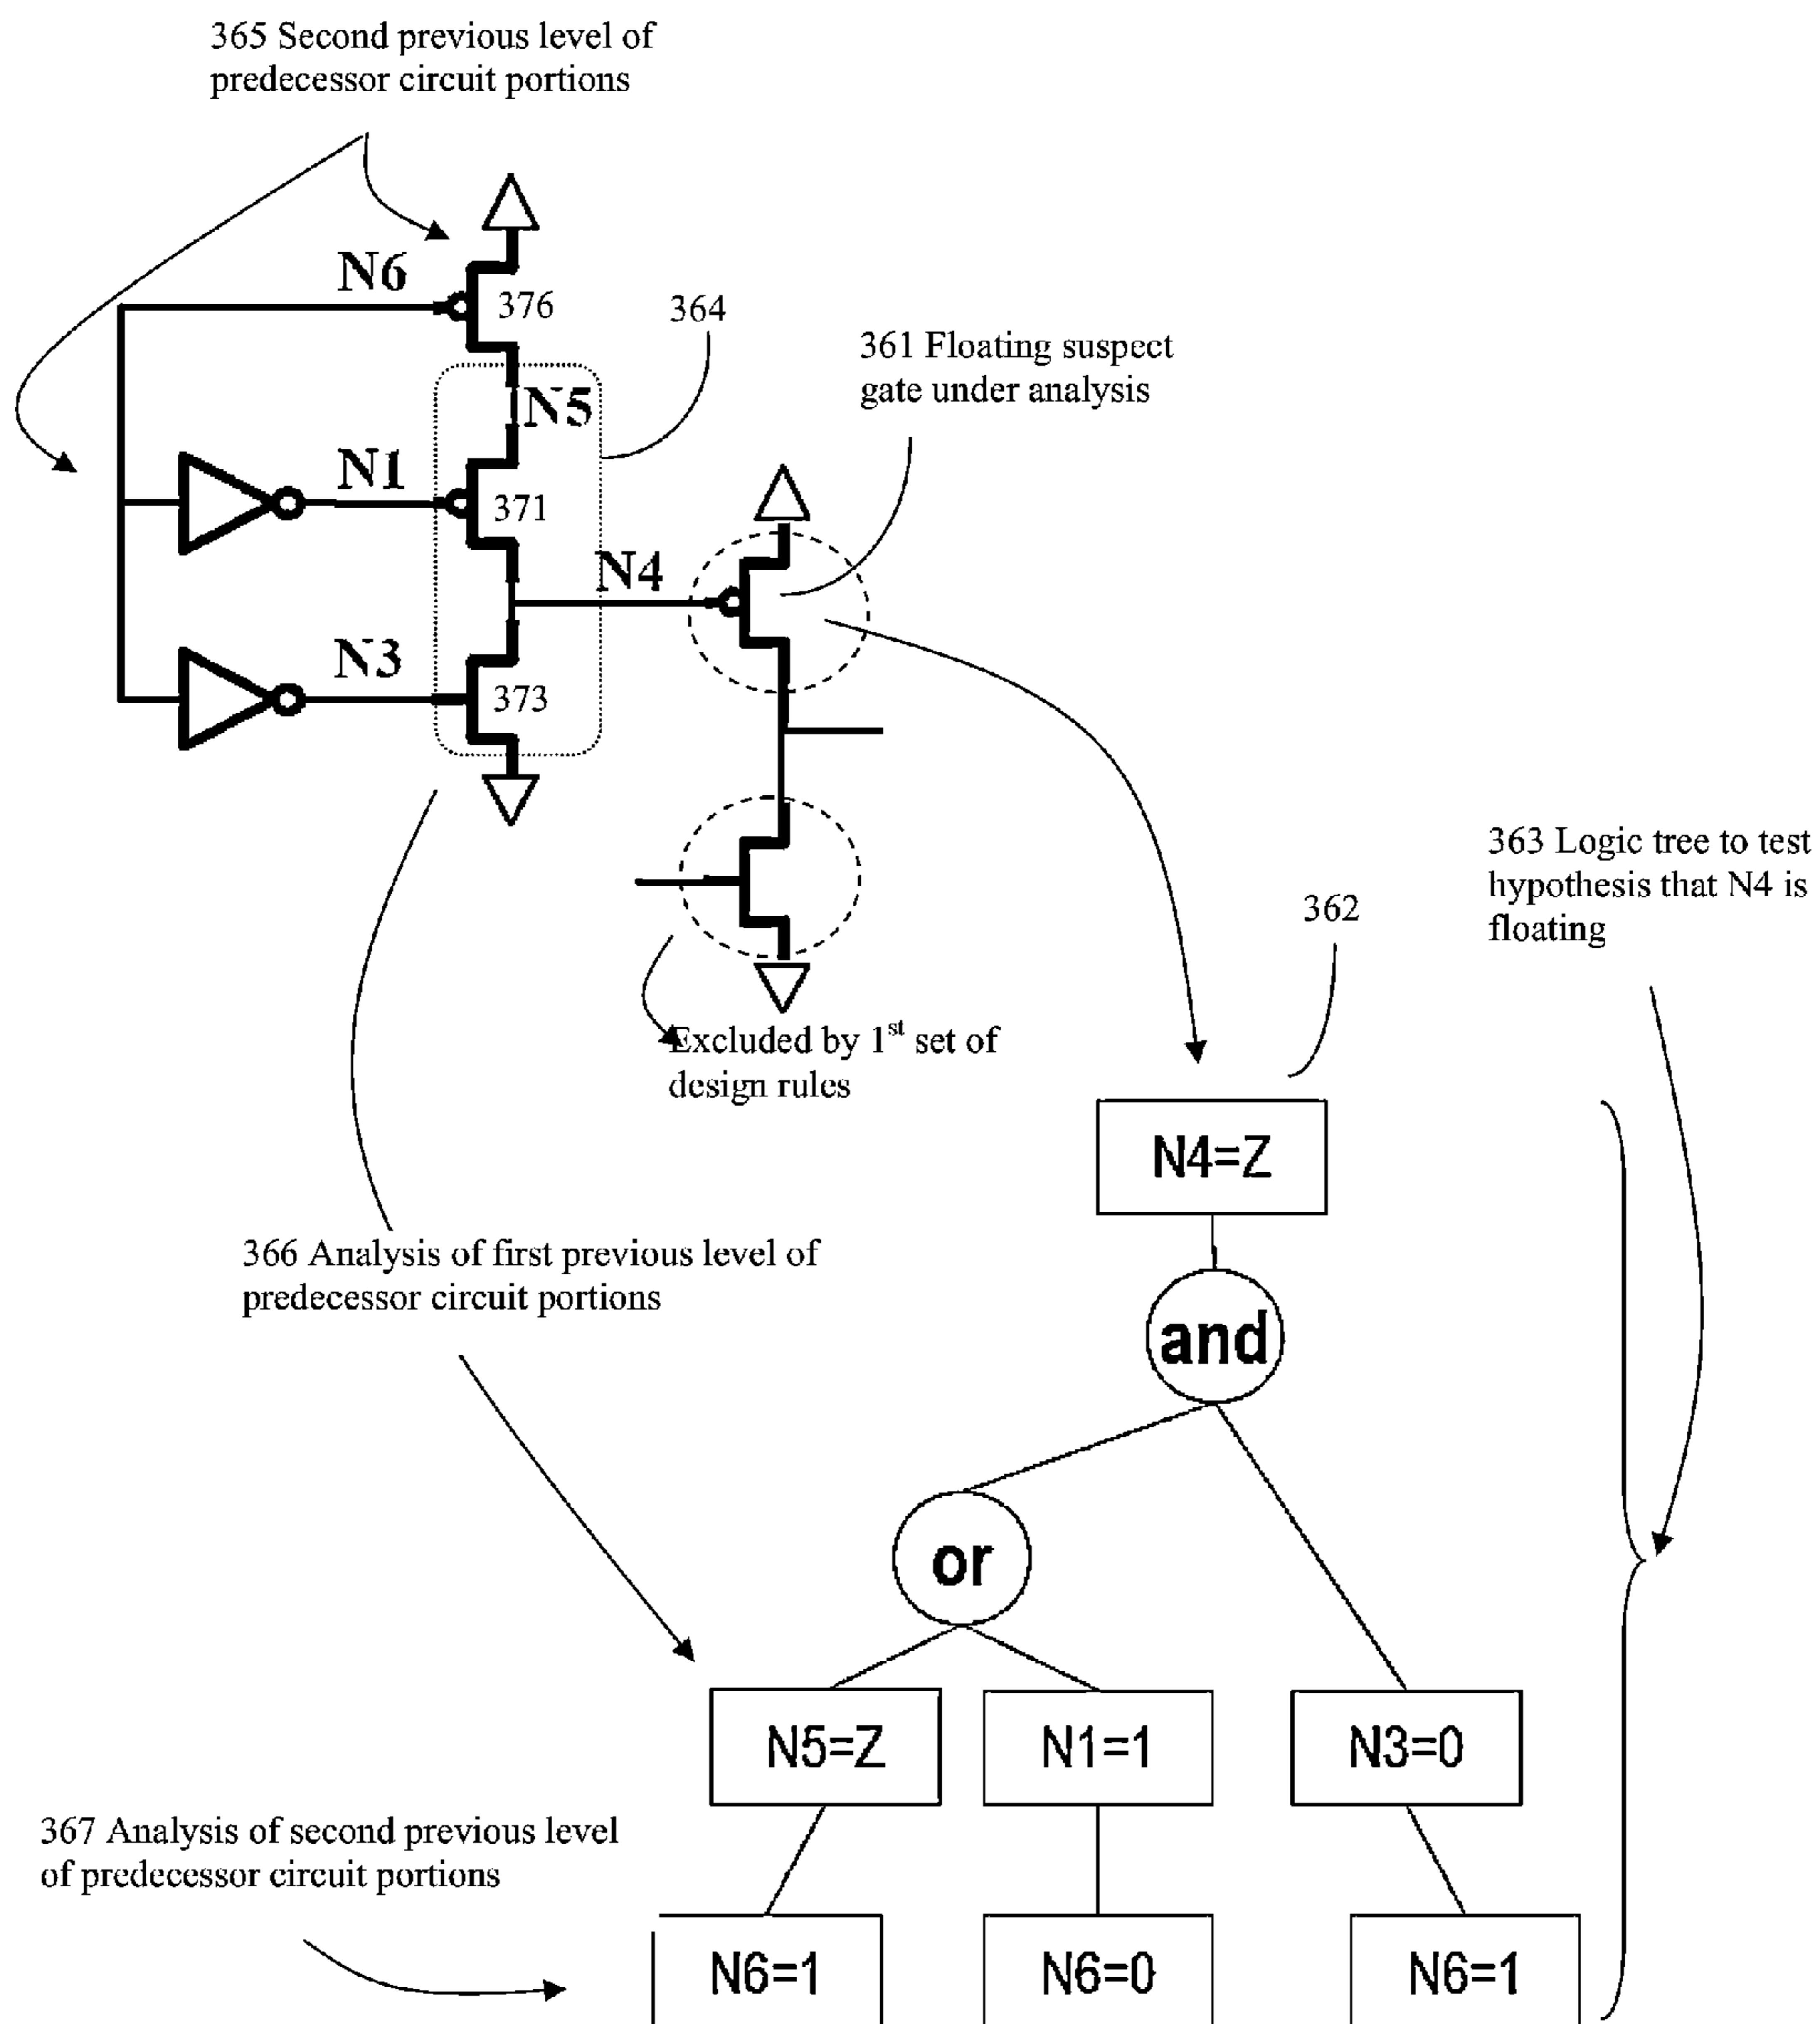 365 Second previous level of
predecessor circuit portions
N6
376
364
361 Floating suspect
gate under analysis
N5
N1
371
N4
N3
373
363 Logic tree to test
hypothesis that N4 is
floating
362
Excluded by 1st set of
design rules
N4=Z
366 Analysis of first previous level of
predecessor circuit portions
and
or
N5=Z
N1=1
N3=0
367 Analysis of second previous level
of predecessor circuit portions
N6=1
N6=0
N6=1